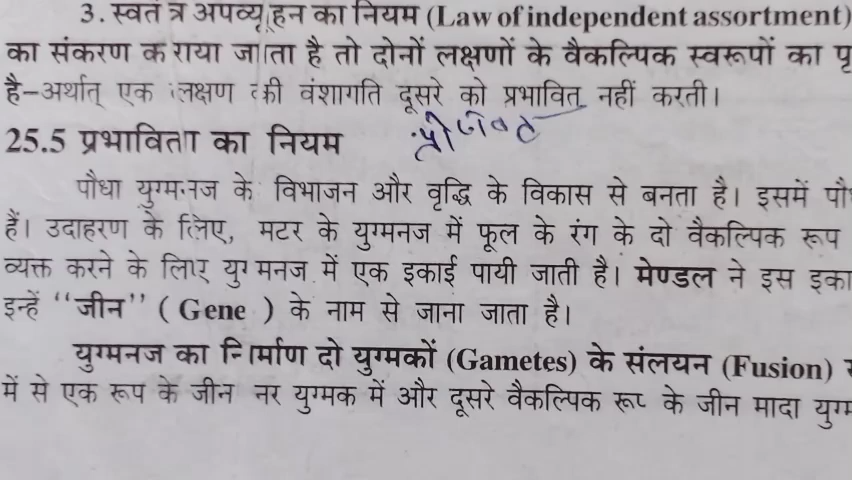 3. स्वतंत्र अपव्यूहन का नियम (Law of independent assortment)
का संकरण कराया जाता है तो दोनों लक्षणों के वैकल्पिक स्वरूपों का पृ
है–अर्थात् एक लक्षण की वंशागति दूसरे को प्रभावित नहीं करती।
25.5 प्रभाविता का नियम
पौधा युग्मनज के विभाजन और वृद्धि के विकास से बनता है। इसमें पौ
हैं। उदाहरण के लिए, मटर के युग्मनज में फूल के रंग के दो वैकल्पिक रूप
व्यक्त करने के लिए युग्मनज में एक इकाई पायी जाती है। मेण्डल ने इस इका
इन्हें ‘‘जीन’’ ( Gene ) के नाम से जाना जाता है।
युग्मनज का निर्माण दो युग्मकों (Gametes) के संलयन (Fusion)
में से एक रूप के जीन नर युग्मक में और दूसरे वैकल्पिक रूप के जीन मादा युग्म